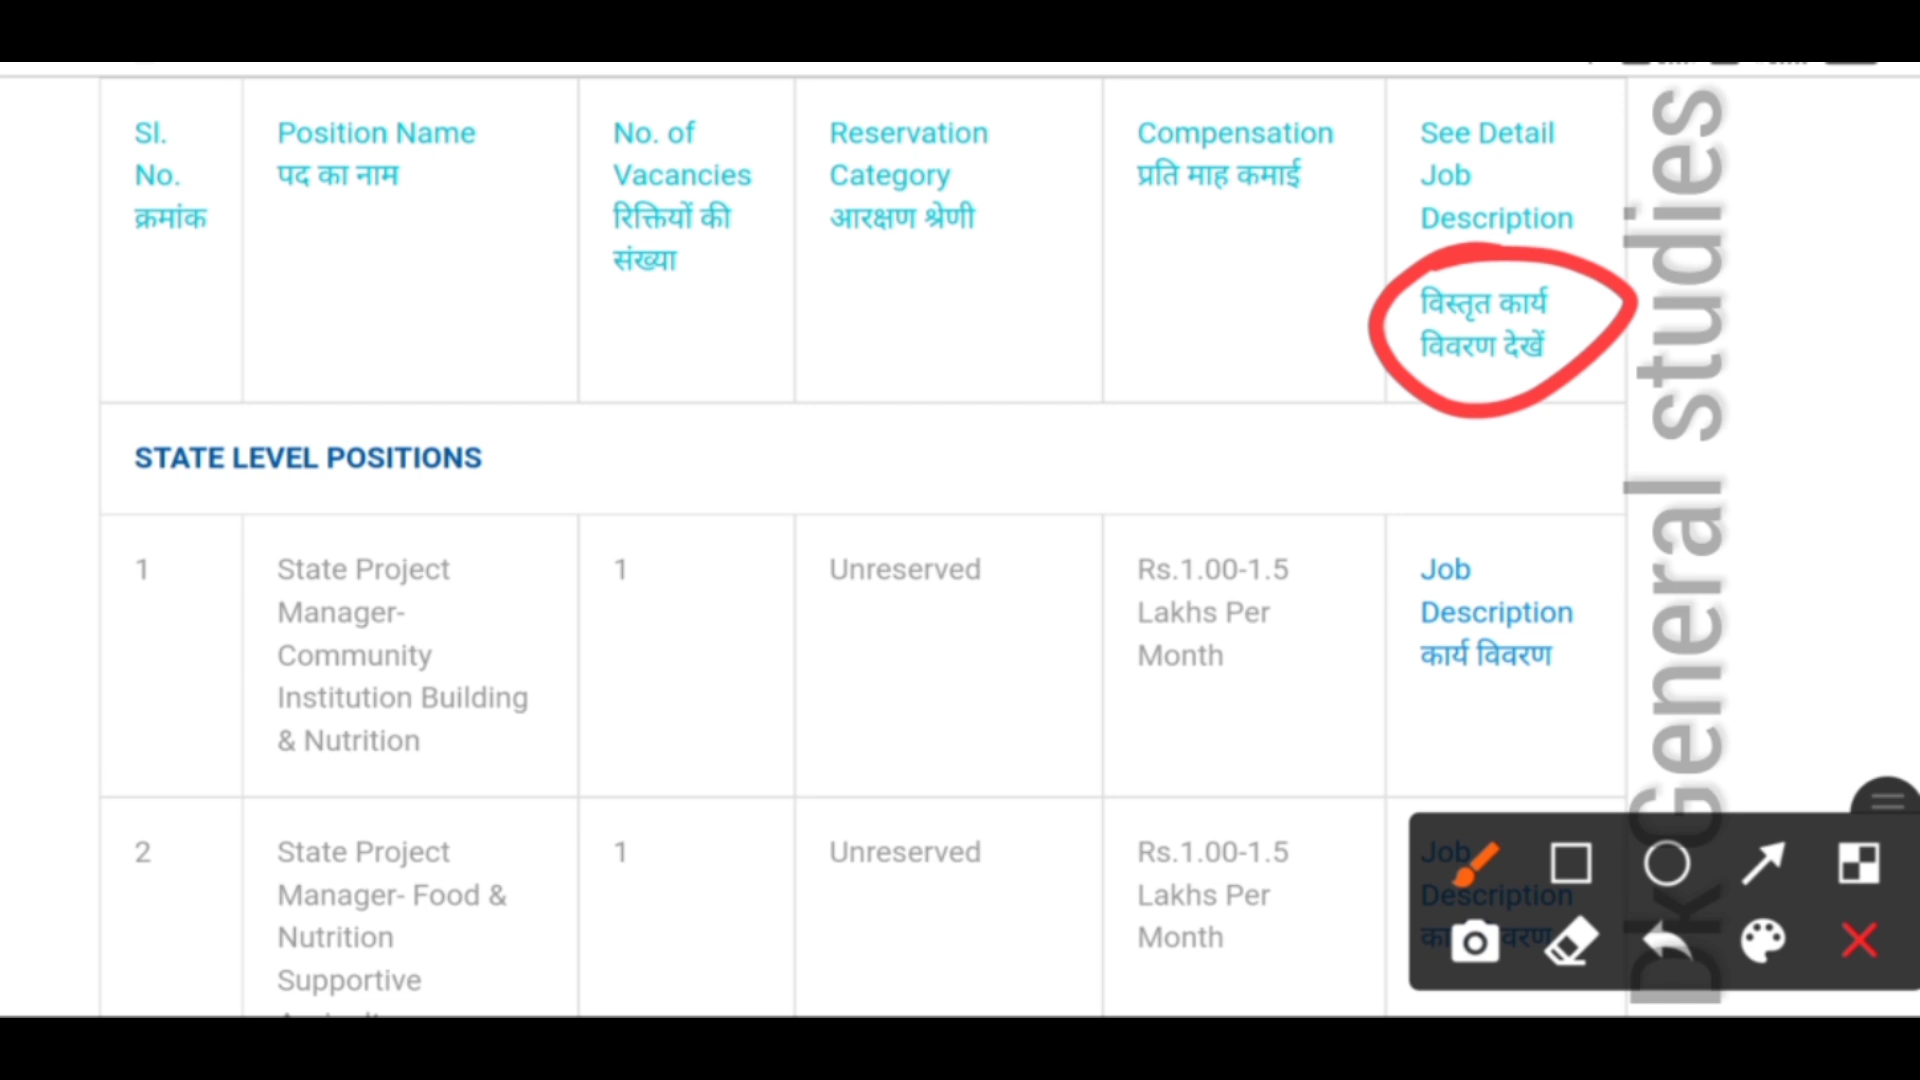 Sl.
No.
क्रमांक
Position Name
पद का नाम
No. of
Vacancies
रिक्तियों की
संख्या
Reservation
Category
आरक्षण श्रेणी
Compensation
प्रति माह कमाई
See Detail
Job
Description
विस्तृत कार्य
विवरण देखें
STATE LEVEL POSITIONS
1
State Project
Manager-
Community
Institution Building
& Nutrition
1
Unreserved
Rs.1.00-1.5
Lakhs Per
Month
Job
Description
कार्य विवरण
2
State Project
Manager- Food &
Nutrition
Supportive
1
Unreserved
Rs.1.00-1.5
Lakhs Per
Month
Job
Description
Dk General studies